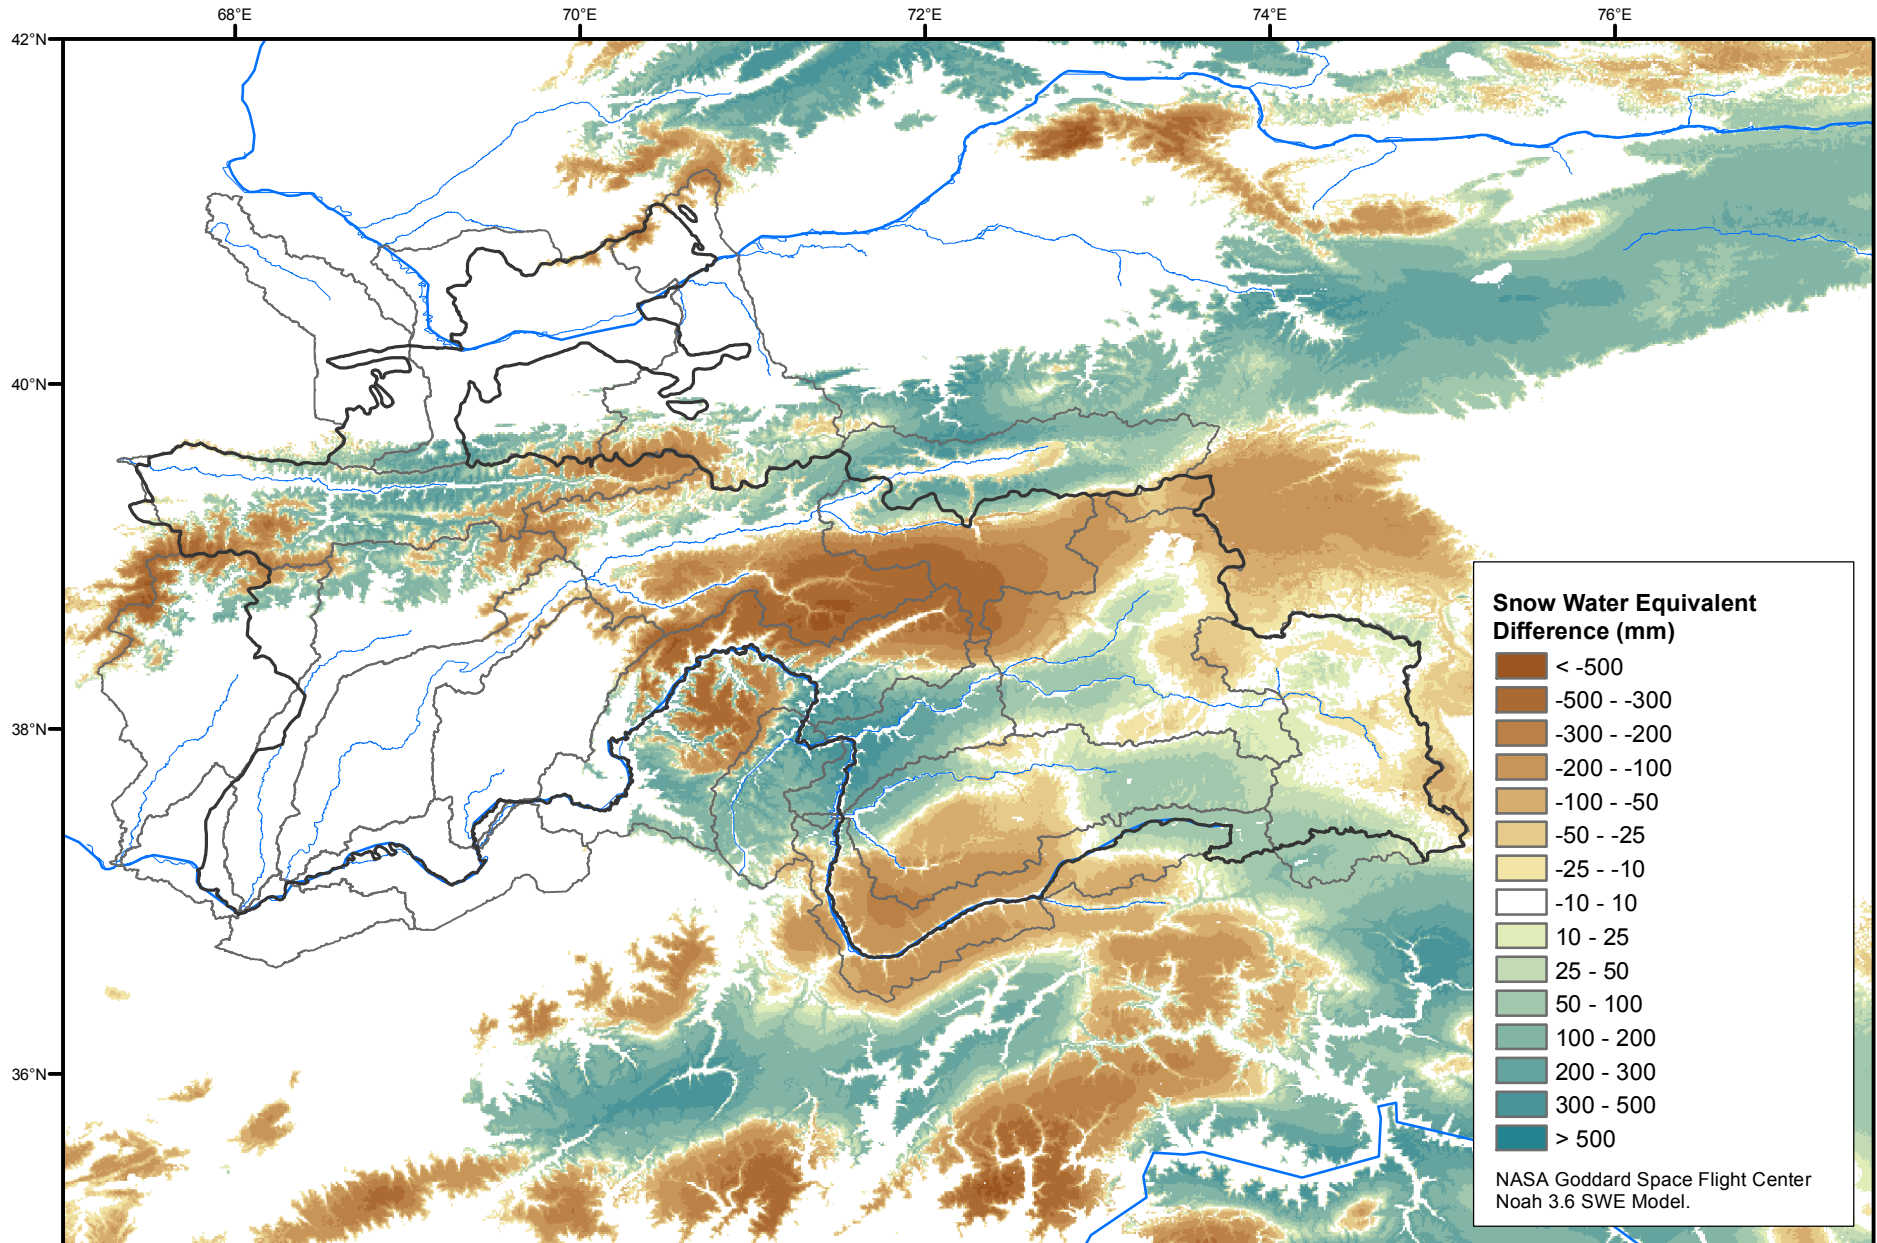 68°E
70°E
72°E
74°E
76°E
42°N
40°N
38°N
36°N
Snow Water Equivalent
Difference (mm)
< -500
-500 - -300
-300 - -200
-200 - -100
-100 - -50
-50 - -25
-25 - -10
-10 - 10
10 - 25
25 - 50
50 - 100
100 - 200
200 - 300
300 - 500
> 500
NASA Goddard Space Flight Center
Noah 3.6 SWE Model.